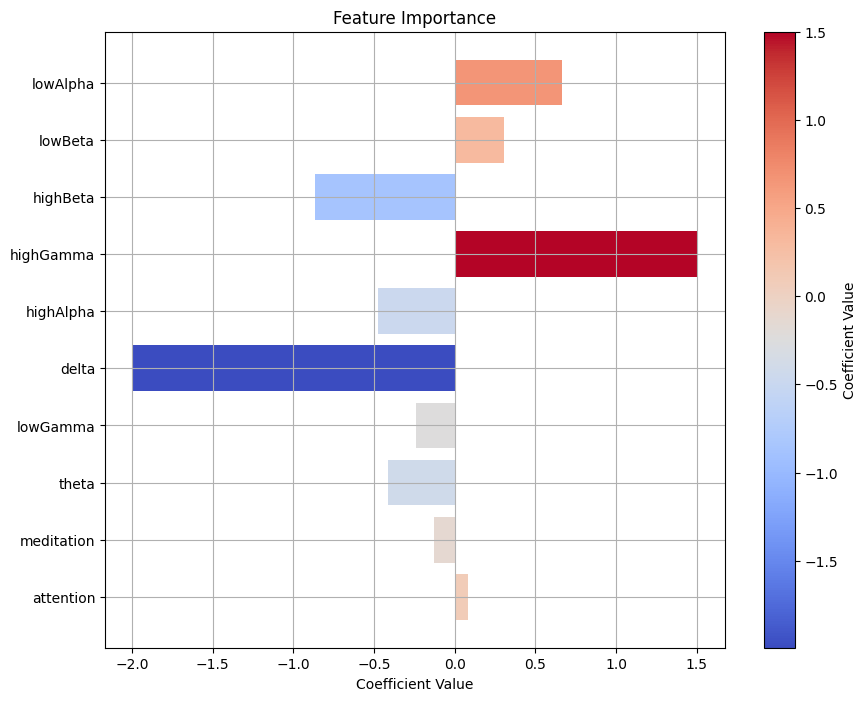 Feature Importance
lowAlpha
lowBeta
highBeta
highGamma
highAlpha
delta
lowGamma
theta
meditation
attention
−2.0 −1.5 −1.0 −0.5 0.0 0.5 1.0 1.5
Coefficient Value
1.5
1.0
0.5
0.0
−0.5
−1.0
−1.5
Coefficient Value